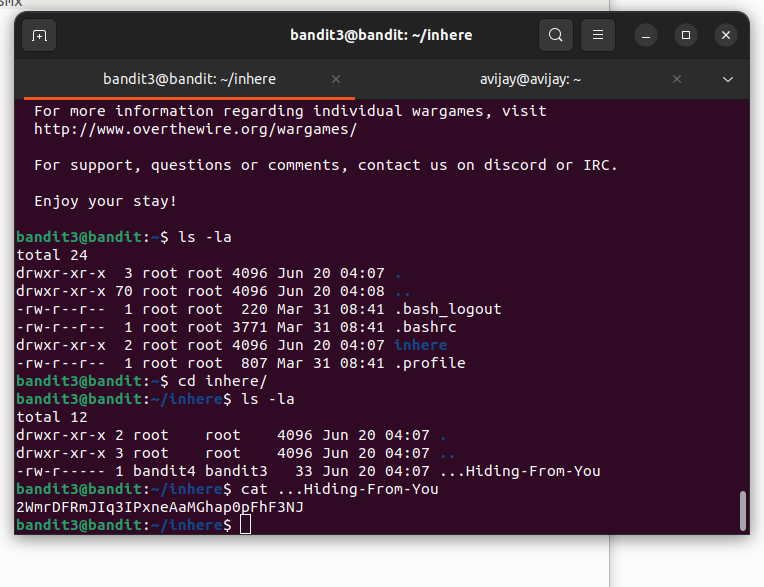 SMX
bandit3@bandit: ~/inhere
bandit3@bandit: ~/inhere
avijay@avijay: ~
For more information regarding individual wargames, visit
http://www.overthewire.org/wargames/
For support, questions or comments, contact us on discord or IRC.
Enjoy your stay!
bandit3@bandit:~$ ls -la
total 24
drwxr-xr-x  3 root root 4096 Jun 20 04:07 .
drwxr-xr-x 70 root root 4096 Jun 20 04:08 ..
-rw-r--r--  1 root root  220 Mar 31 08:41 .bash_logout
-rw-r--r--  1 root root 3771 Mar 31 08:41 .bashrc
drwxr-xr-x  2 root root 4096 Jun 20 04:07 inhere
-rw-r--r--  1 root root  807 Mar 31 08:41 .profile
bandit3@bandit:~$ cd inhere/
bandit3@bandit:~/inhere$ ls -la
total 12
drwxr-xr-x 2 root    root    4096 Jun 20 04:07 .
drwxr-xr-x 3 root    root    4096 Jun 20 04:07 ..
-rw-r----- 1 bandit4 bandit3   33 Jun 20 04:07 ...Hiding-From-You
bandit3@bandit:~/inhere$ cat ...Hiding-From-You
2WmrDFRmJIq3IPxneAaMGhap0pFhF3NJ
bandit3@bandit:~/inhere$